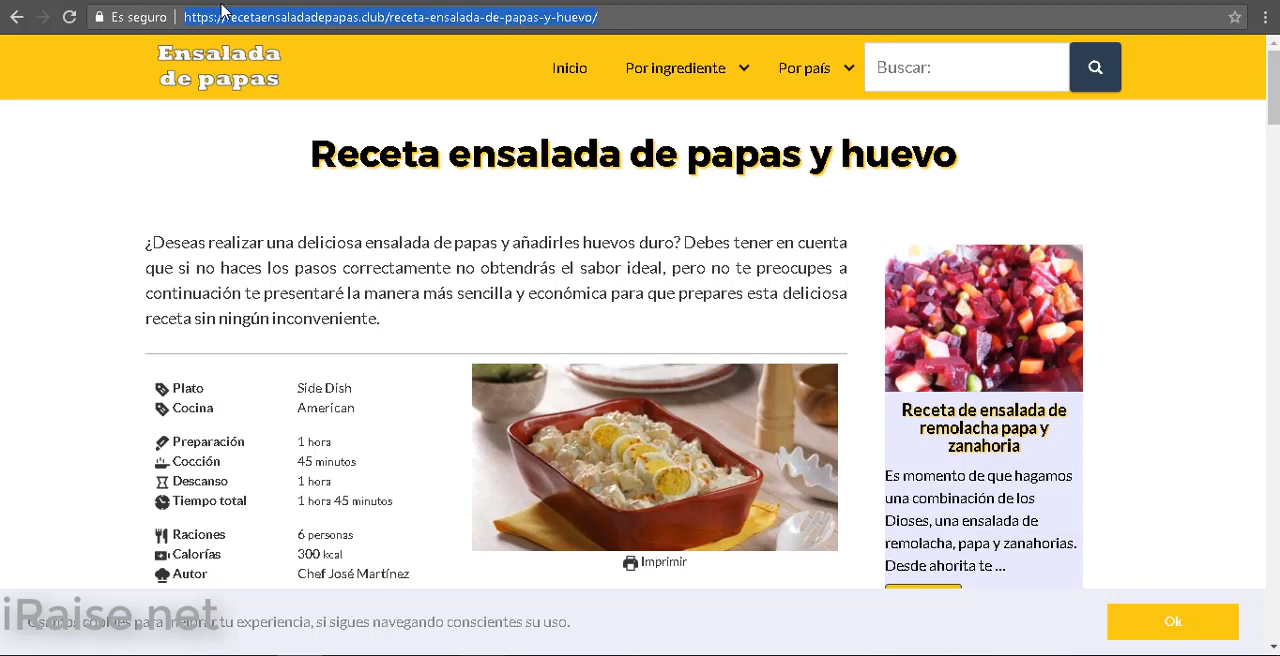 Es seguro | https://recetaensaladadepapas.club/receta-ensalada-de-papas-y-huevo/
Ensalada
de papas
Inicio
Por ingrediente
Por país
Buscar:
Receta ensalada de papas y huevo
¿Deseas realizar una deliciosa ensalada de papas y añadirles huevos duro? Debes tener en cuenta
que si no haces los pasos correctamente no obtendrás el sabor ideal, pero no te preocupes a
continuación te presentaré la manera más sencilla y económica para que prepares esta deliciosa
receta sin ningún inconveniente.
Plato Side Dish
Cocina American
Preparación 1 hora
Cocción 45 minutos
Descanso 1 hora
Tiempo total 1 hora 45 minutos
Raciones 6 personas
Calorías 300 kcal
Autor Chef José Martínez
Imprimir
Receta de ensalada de
remolacha papa y
zanahoria
Es momento de que hagamos
una combinación de los
Dioses, una ensalada de
remolacha, papa y zanahorias.
Desde ahorita te ...
iRaise.net
Usamos cookies para mejorar tu experiencia, si sigues navegando conscientes su uso.
Ok